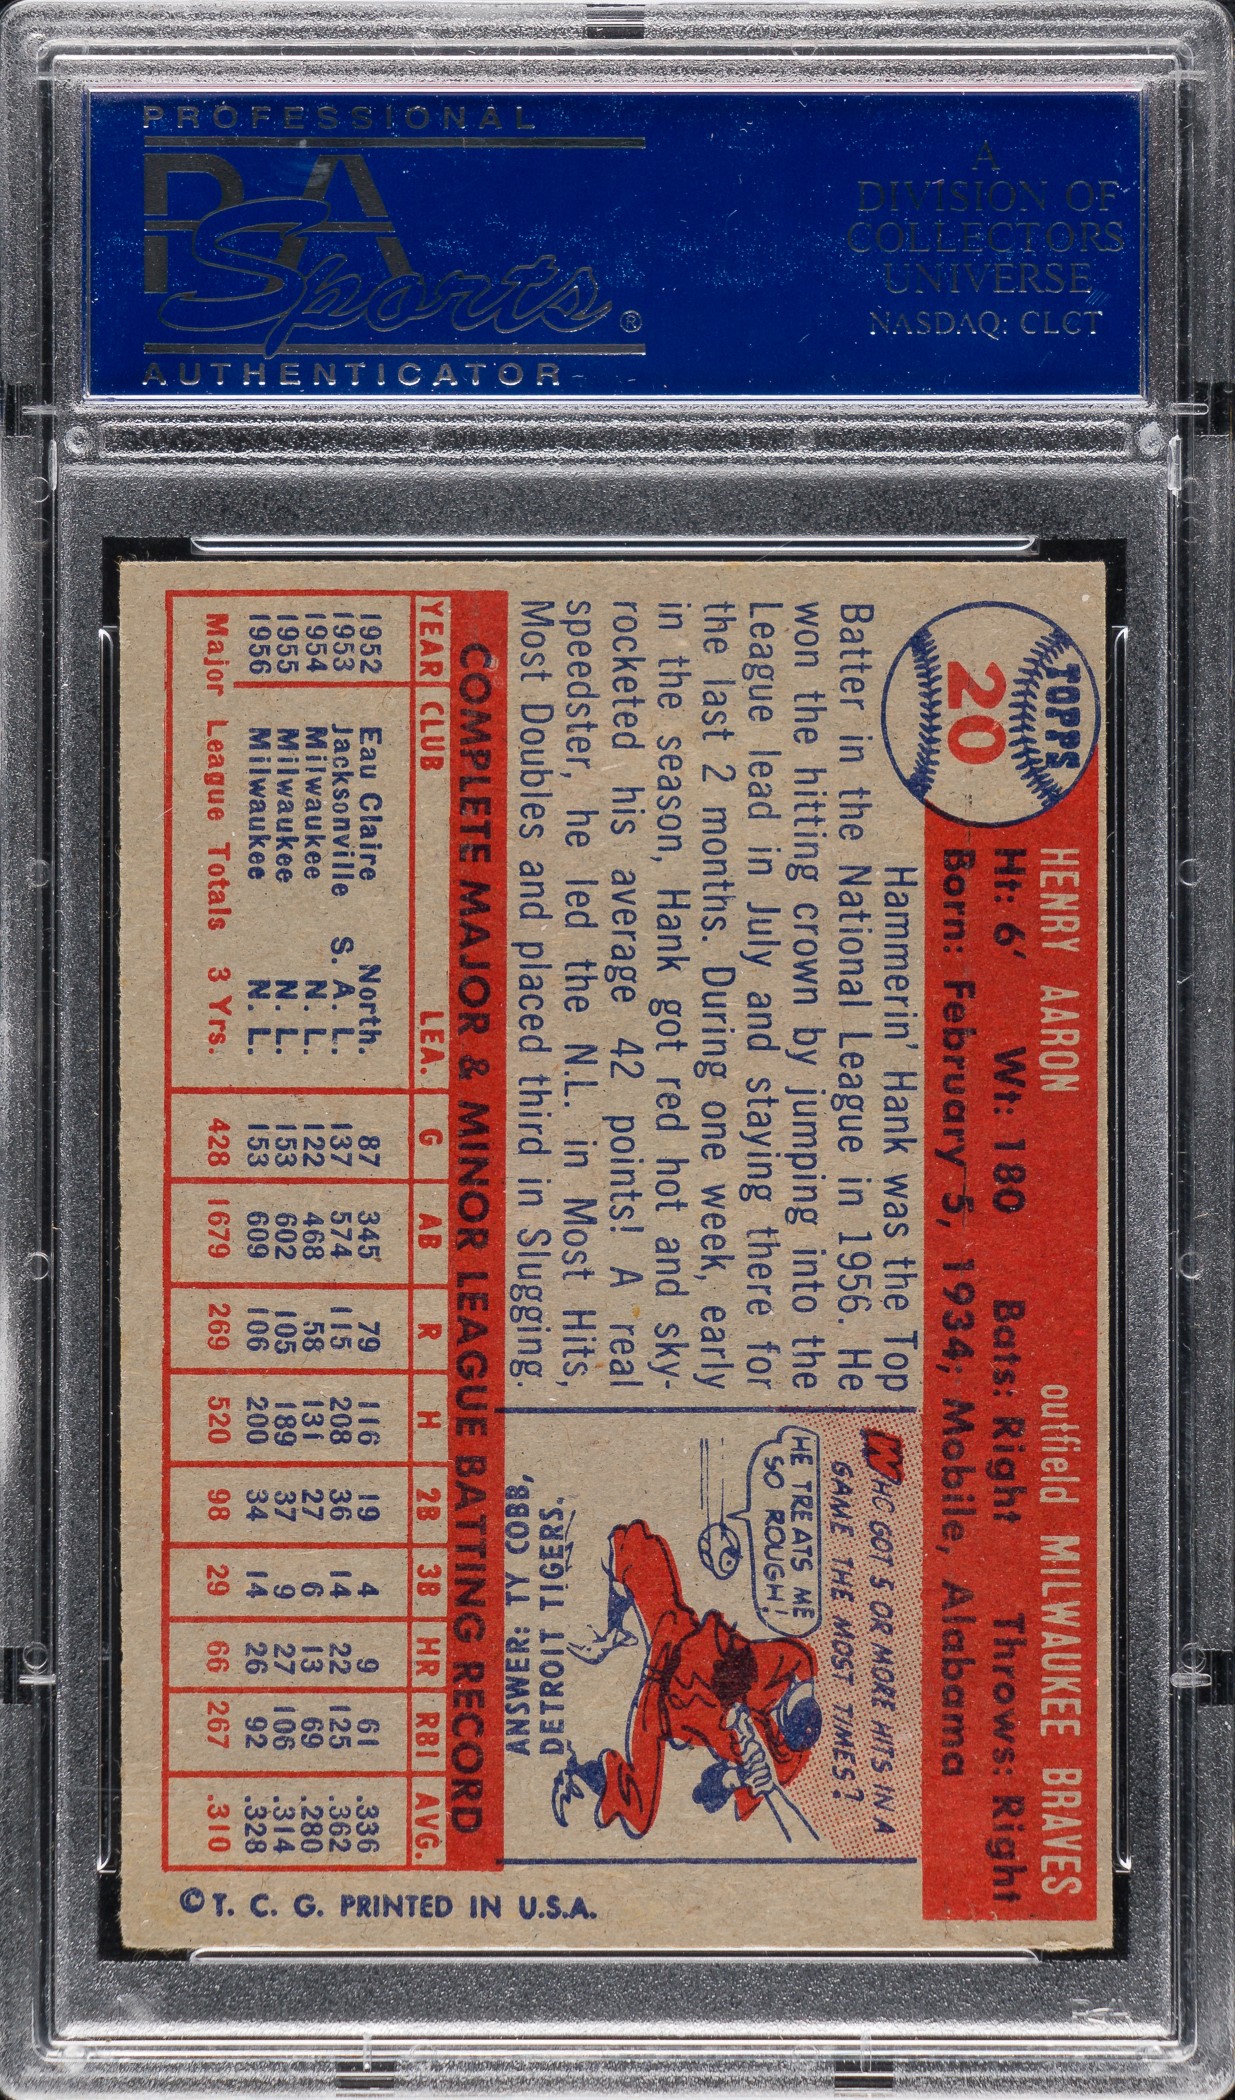 PROFESSIONAL
PSA
Sports®
AUTHENTICATOR
A
DIVISION OF
COLLECTORS
UNIVERSE
NASDAQ: CLCT
TOPPS
20
HENRY AARON outfield MILWAUKEE BRAVES
Ht: 6' Wt: 180 Bats: Right Throws: Right
Born: February 5, 1934; Mobile, Alabama
Hammerin' Hank was the Top
Batter in the National League in 1956. He
won the hitting crown by jumping into the
League lead in July and staying there for
the last 2 months. During one week, early
in the season, Hank got red hot and sky-
rocketed his average 42 points! A real
speedster, he led the N.L. in Most Hits,
Most Doubles and placed third in Slugging.
WHO GOT 5 OR MORE HITS IN A
GAME THE MOST TIMES?
HE TREATS ME
SO ROUGH!
ANSWER: TY COBB,
DETROIT TIGERS.
COMPLETE MAJOR & MINOR LEAGUE BATTING RECORD
YEAR CLUB LEA. G AB R H 2B 3B HR RBI AVG.
1952 Eau Claire North. 87 345 79 116 19 4 9 61 .336
1953 Jacksonville S. A. L. 137 574 115 208 36 14 22 125 .362
1954 Milwaukee N. L. 122 468 58 131 27 6 13 69 .280
1955 Milwaukee N. L. 153 602 105 189 37 9 27 106 .314
1956 Milwaukee N. L. 153 609 106 200 34 14 26 92 .328
Major League Totals 3 Yrs. 428 1679 269 520 98 29 66 267 .310
© T. C. G. PRINTED IN U.S.A.